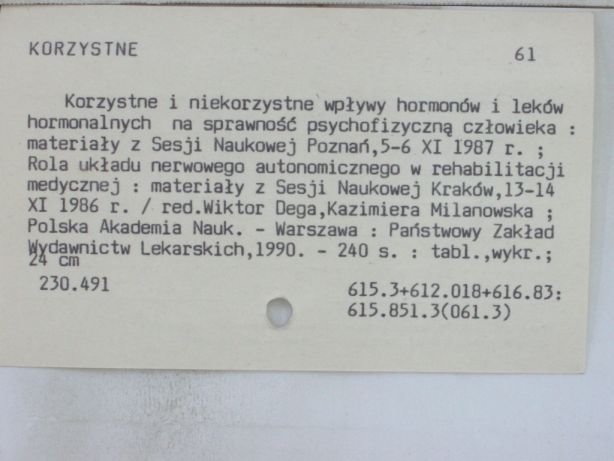 KORZYSTNE 61
Korzystne i niekorzystne wpływy hormonów i leków
hormonalnych na sprawność psychofizyczną człowieka :
materiały z Sesji Naukowej Poznań,5-6 XI 1987 r. ;
Rola układu nerwowego autonomicznego w rehabilitacji
medycznej : materiały z Sesji Naukowej Kraków,13-14
XI 1986 r. / red.Wiktor Dega,Kazimiera Milanowska ;
Polska Akademia Nauk. - Warszawa : Państwowy Zakład
Wydawnictw Lekarskich,1990. - 240 s. : tabl.,wykr.;
24 cm
230.491 615.3+612.018+616.83:
615.851.3(061.3)